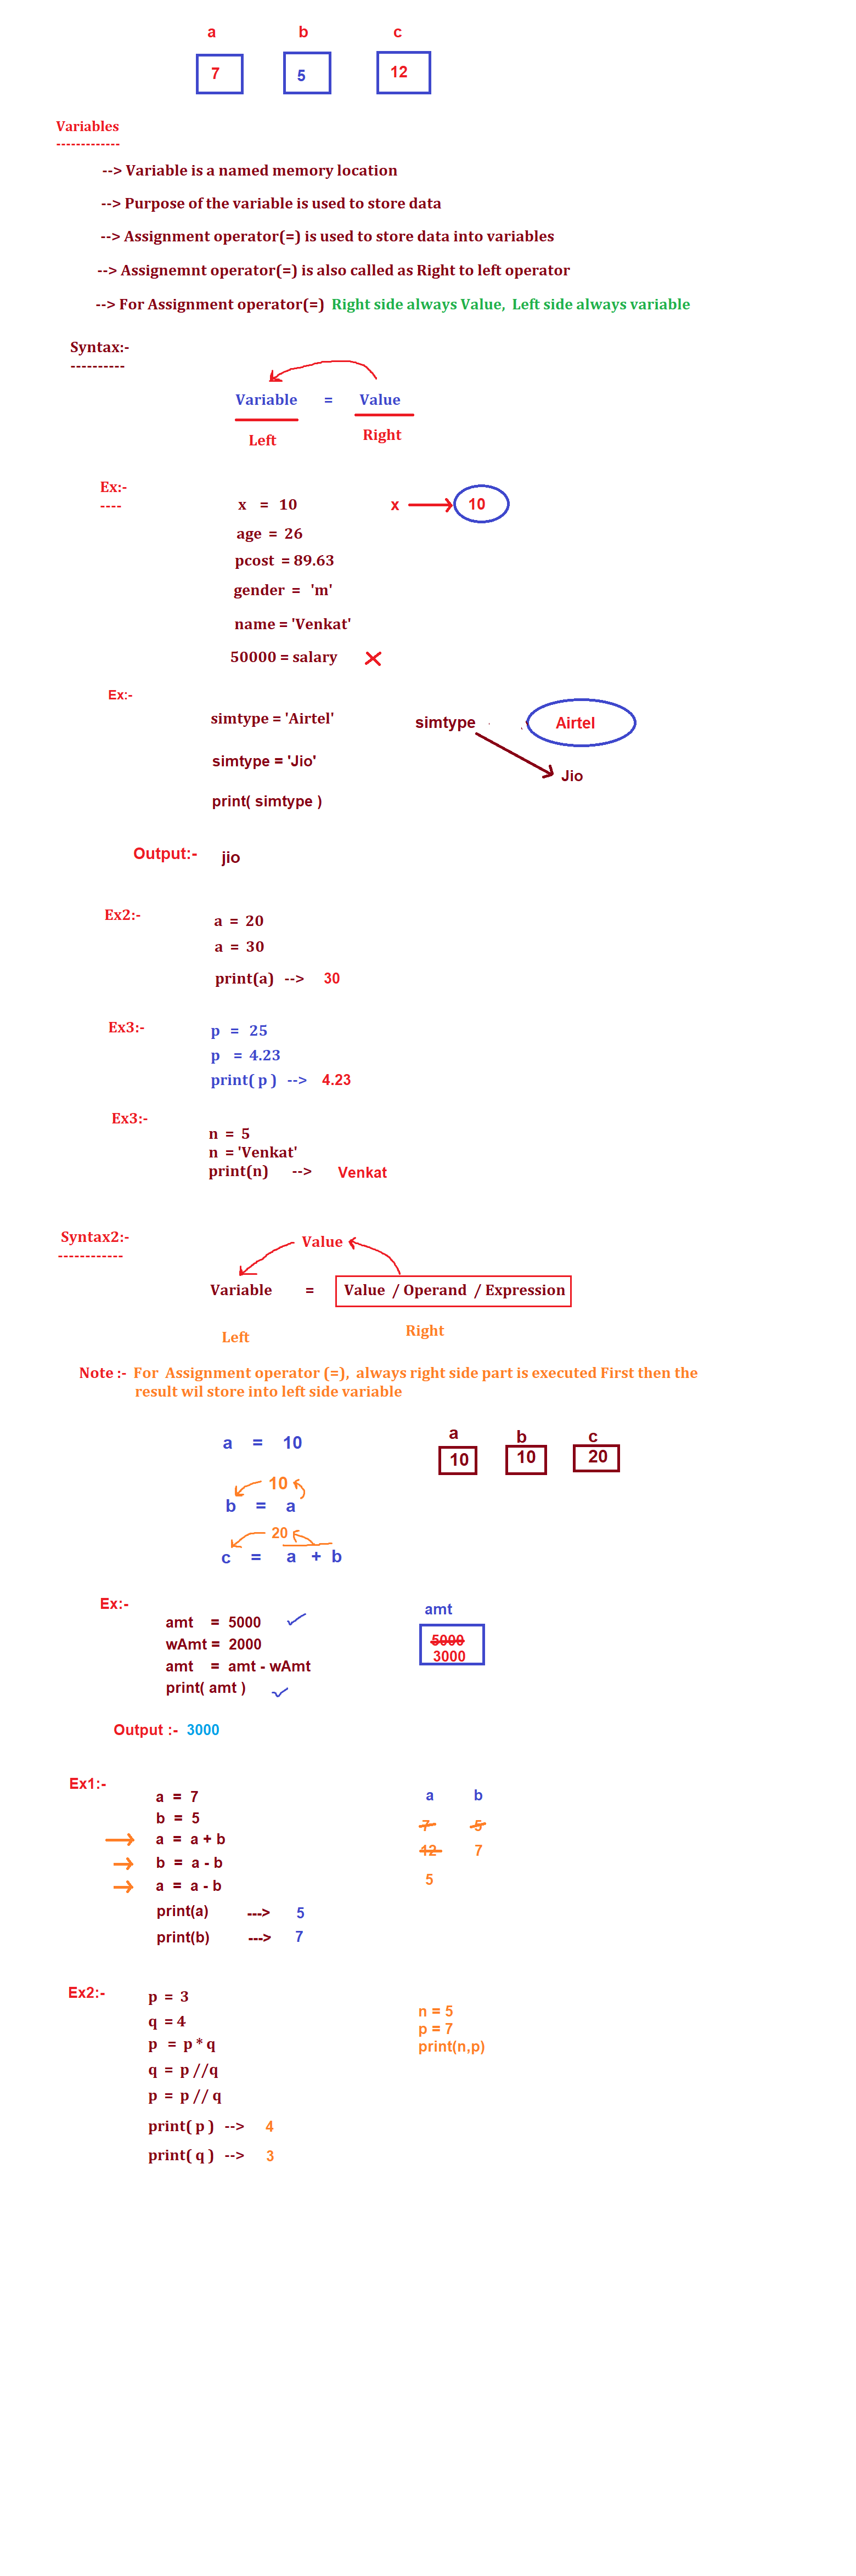 a b c
7 5 12
Variables
-------------
--> Variable is a named memory location
--> Purpose of the variable is used to store data
--> Assignment operator(=) is used to store data into variables
--> Assignemnt operator(=) is also called as Right to left operator
--> For Assignment operator(=) Right side always Value, Left side always variable
Syntax:-
----------
Variable = Value
Left Right
Ex:-
----
x = 10 x 10
age = 26
pcost = 89.63
gender = 'm'
name = 'Venkat'
50000 = salary
Ex:-
simtype = 'Airtel' simtype Airtel
simtype = 'Jio' Jio
print( simtype )
Output:- jio
Ex2:- a = 20
a = 30
print(a) --> 30
Ex3:- p = 25
p = 4.23
print( p ) --> 4.23
Ex3:-
n = 5
n = 'Venkat'
print(n) --> Venkat
Syntax2:-
------------
Value
Variable = Value / Operand / Expression
Left Right
Note :- For Assignment operator (=), always right side part is executed First then the
result wil store into left side variable
a b c
a = 10 10 10 20
10
b = a
20
c = a + b
Ex:-
amt = 5000 amt
wAmt = 2000 5000
amt = amt - wAmt 3000
print( amt )
Output :- 3000
Ex1:-
a = 7 a b
b = 5 7 5
a = a + b
b = a - b 12 7
a = a - b 5
print(a) ---> 5
print(b) ---> 7
Ex2:- p = 3
q = 4 n = 5
p = p * q p = 7
q = p //q print(n,p)
p = p // q
print( p ) --> 4
print( q ) --> 3